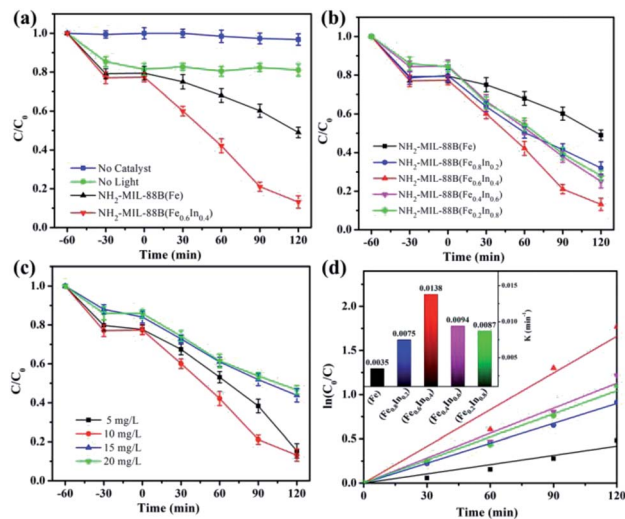 (a)
C/C0
1.0
0.8
0.6
0.4
0.2
0.0
No Catalyst
No Light
NH2-MIL-88B(Fe)
NH2-MIL-88B(Fe0.6In0.4)
-60 -30 0 30 60 90 120
Time (min)
(b)
C/C0
1.0
0.8
0.6
0.4
0.2
0.0
NH2-MIL-88B(Fe)
NH2-MIL-88B(Fe0.8In0.2)
NH2-MIL-88B(Fe0.6In0.4)
NH2-MIL-88B(Fe0.4In0.6)
NH2-MIL-88B(Fe0.2In0.8)
-60 -30 0 30 60 90 120
Time (min)
(c)
C/C0
1.0
0.8
0.6
0.4
0.2
0.0
5 mg/L
10 mg/L
15 mg/L
20 mg/L
-60 -30 0 30 60 90 120
Time (min)
(d)
ln(C0/C)
2.0
1.5
1.0
0.5
0.0
0.0035
0.0075
0.0138
0.0094
0.0087
(Fe)
(Fe0.8In0.2)
(Fe0.6In0.4)
(Fe0.4In0.6)
(Fe0.2In0.8)
0.015
0.010
0.005
K (min-1)
0 30 60 90 120
Time (min)